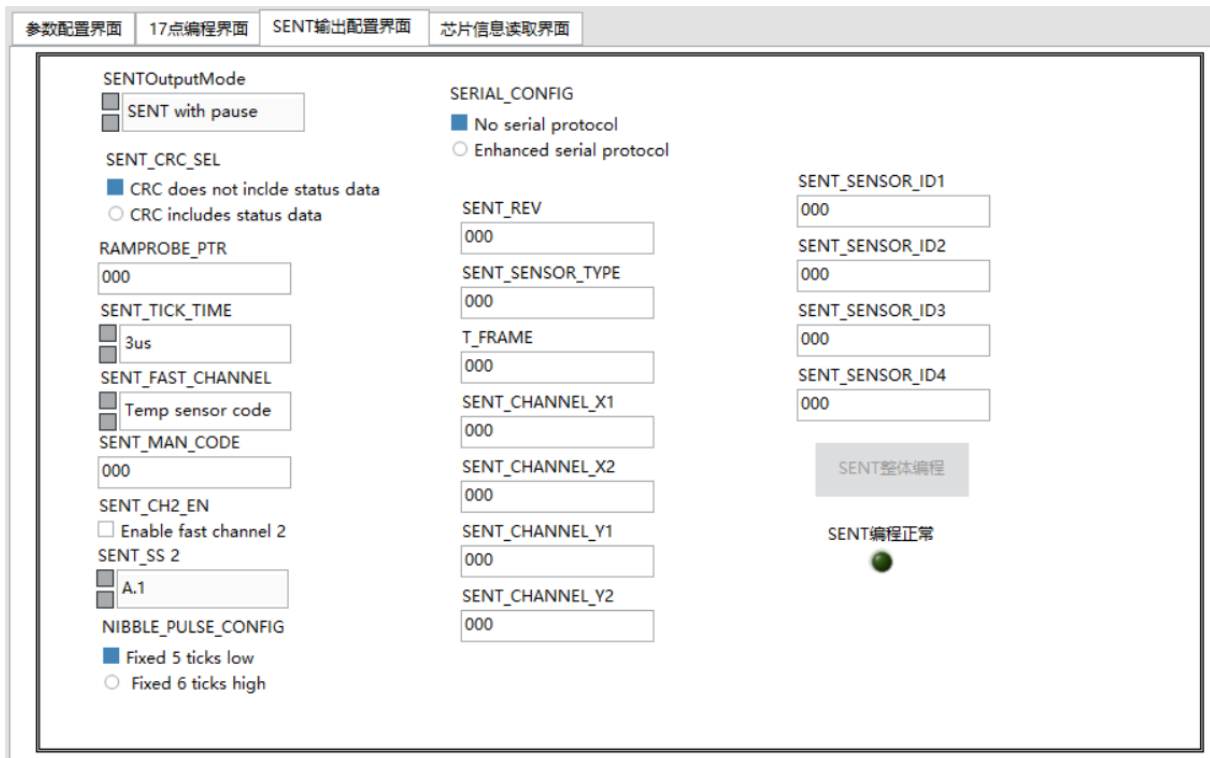 参数配置界面
17点编程界面
SENT输出配置界面
芯片信息读取界面
SENTOutputMode
SENT with pause
SENT_CRC_SEL
CRC does not inclde status data
CRC includes status data
RAMPROBE_PTR
000
SENT_TICK_TIME
3us
SENT_FAST_CHANNEL
Temp sensor code
SENT_MAN_CODE
000
SENT_CH2_EN
Enable fast channel 2
SENT_SS 2
A.1
NIBBLE_PULSE_CONFIG
Fixed 5 ticks low
Fixed 6 ticks high
SERIAL_CONFIG
No serial protocol
Enhanced serial protocol
SENT_REV
000
SENT_SENSOR_TYPE
000
T_FRAME
000
SENT_CHANNEL_X1
000
SENT_CHANNEL_X2
000
SENT_CHANNEL_Y1
000
SENT_CHANNEL_Y2
000
SENT_SENSOR_ID1
000
SENT_SENSOR_ID2
000
SENT_SENSOR_ID3
000
SENT_SENSOR_ID4
000
SENT整体编程
SENT编程正常